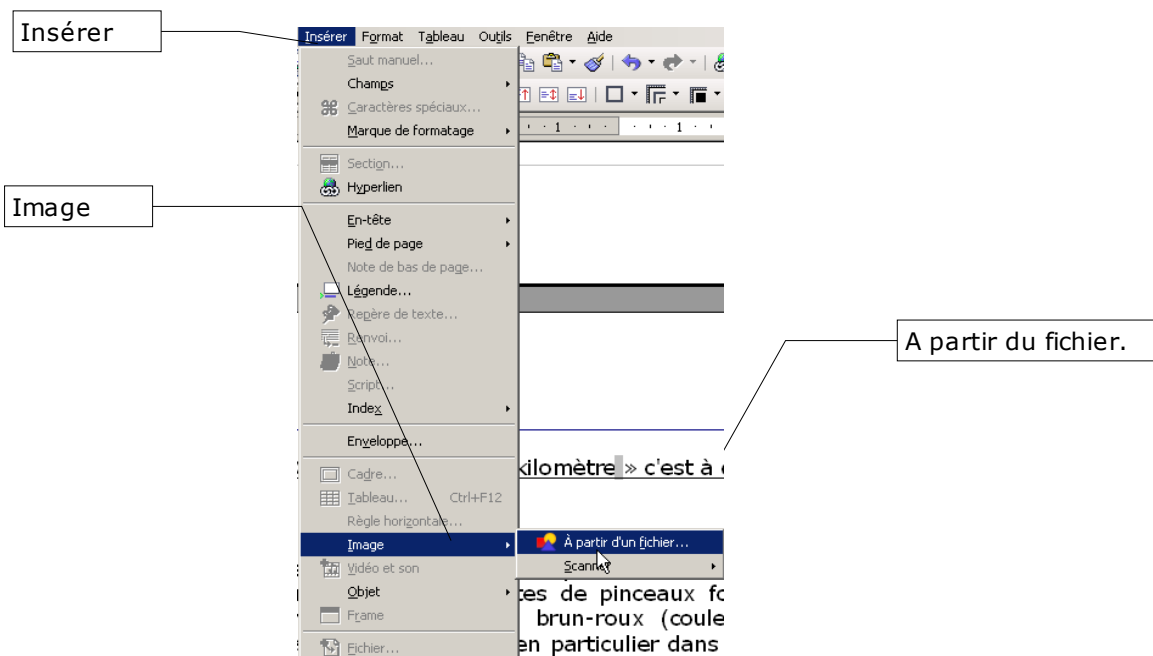 Insérer
Insérer Format Tableau Outils Fenêtre Aide
Saut manuel...
Champs
Caractères spéciaux...
Marque de formatage
1 1
Section...
Hyperlien
Image
En-tête
Pied de page
Note de bas de page...
Légende...
Repère de texte...
Renvoi...
A partir du fichier.
Note...
Script...
Index
Enveloppe...
kilomètre » c'est à
Cadre...
Tableau... Ctrl+F12
Règle horizontale...
Image
À partir d'un fichier...
Vidéo et son
Scanner
Objet
tes de pinceaux fo
Frame
brun-roux (coule
Fichier...
en particulier dans